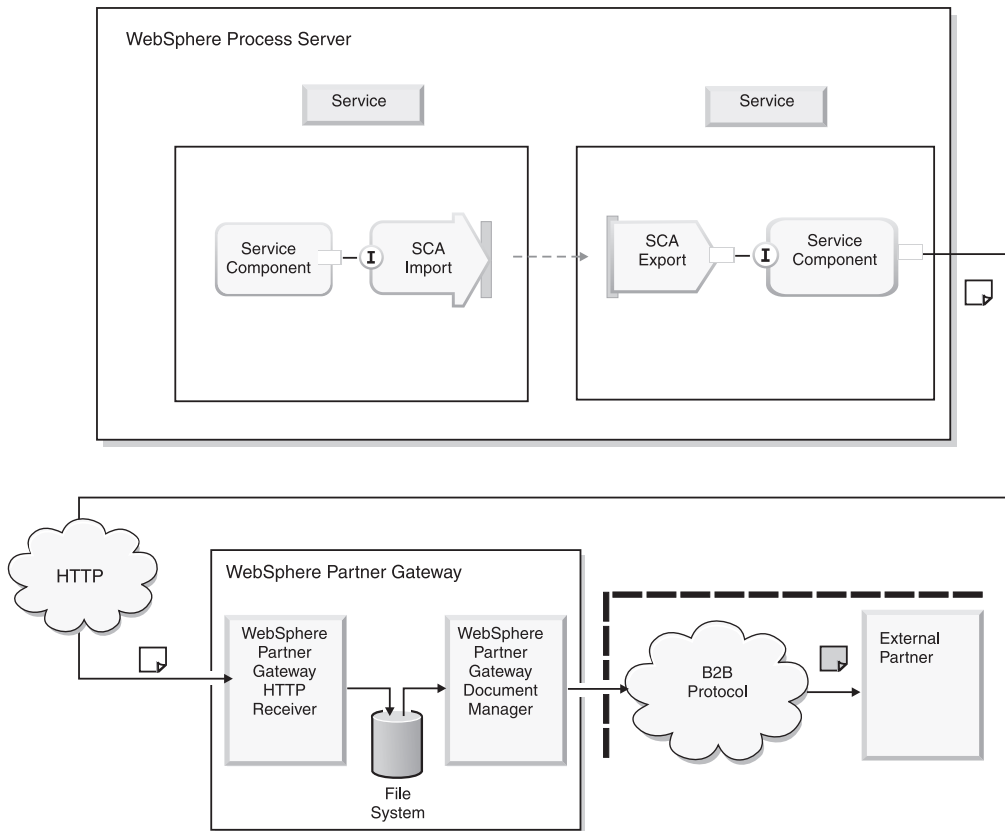 WebSphere Process Server
Service
Service
Service
Component
I
SCA
Import
SCA
Export
I
Service
Component
HTTP
WebSphere Partner Gateway
WebSphere
Partner
Gateway
HTTP
Receiver
File
System
WebSphere
Partner
Gateway
Document
Manager
B2B
Protocol
External
Partner